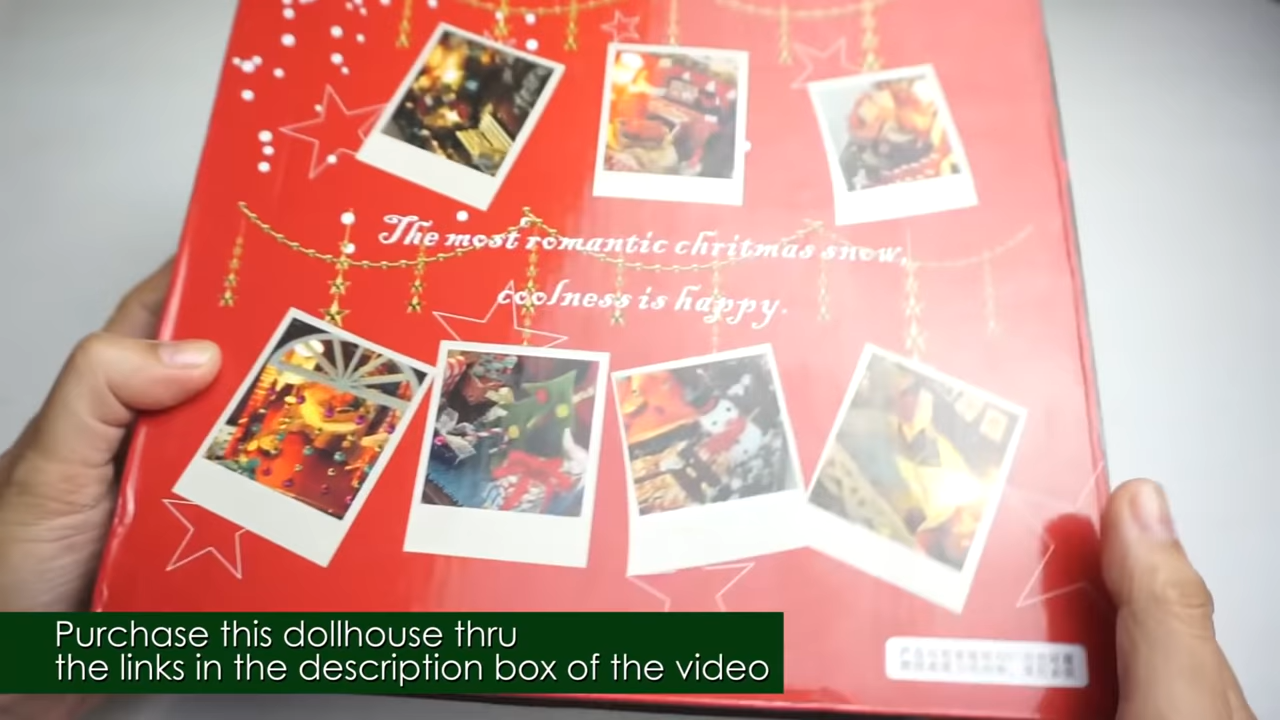 The most romantic chritmas snow,
coolness is happy.
Purchase this dollhouse thru
the links in the description box of the video